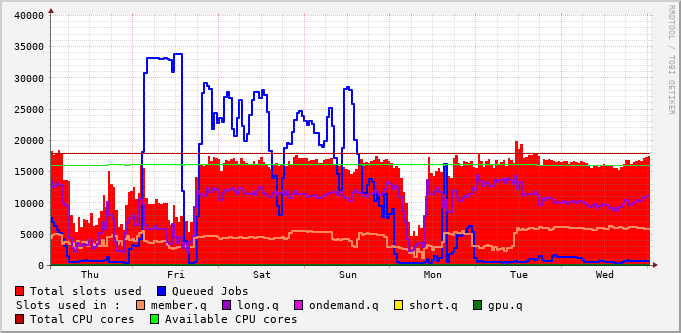 40000
35000
30000
25000
20000
15000
10000
5000
0
Thu Fri Sat Sun Mon Tue Wed
RRDTOOL / TOBI OETIKER
Total slots used Queued Jobs
Slots used in : member.q long.q ondemand.q short.q gpu.q
Total CPU cores Available CPU cores